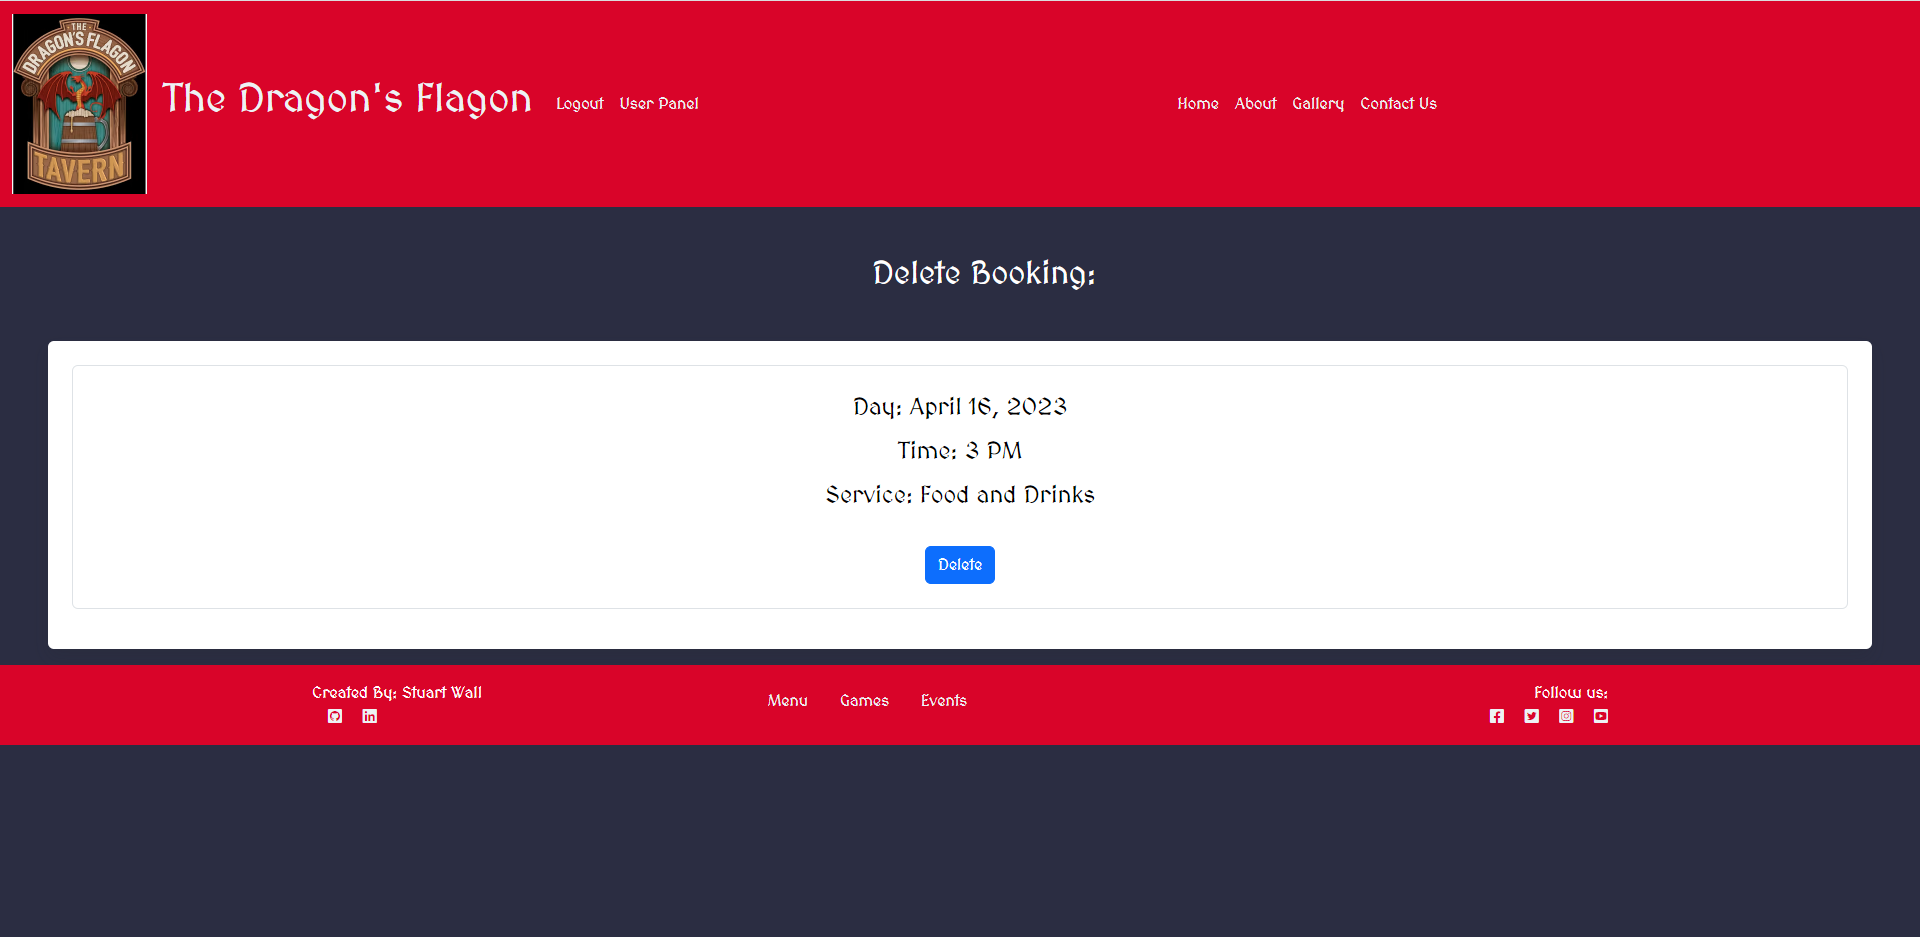 THE
DRAGON'S FLAGON
TAVERN
The Dragon's Flagon
Logout User Panel
Home About Gallery Contact Us
Delete Booking:
Day: April 16, 2023
Time: 3 PM
Service: Food and Drinks
Delete
Created By: Stuart Wall
Menu Games Events
Follow us: